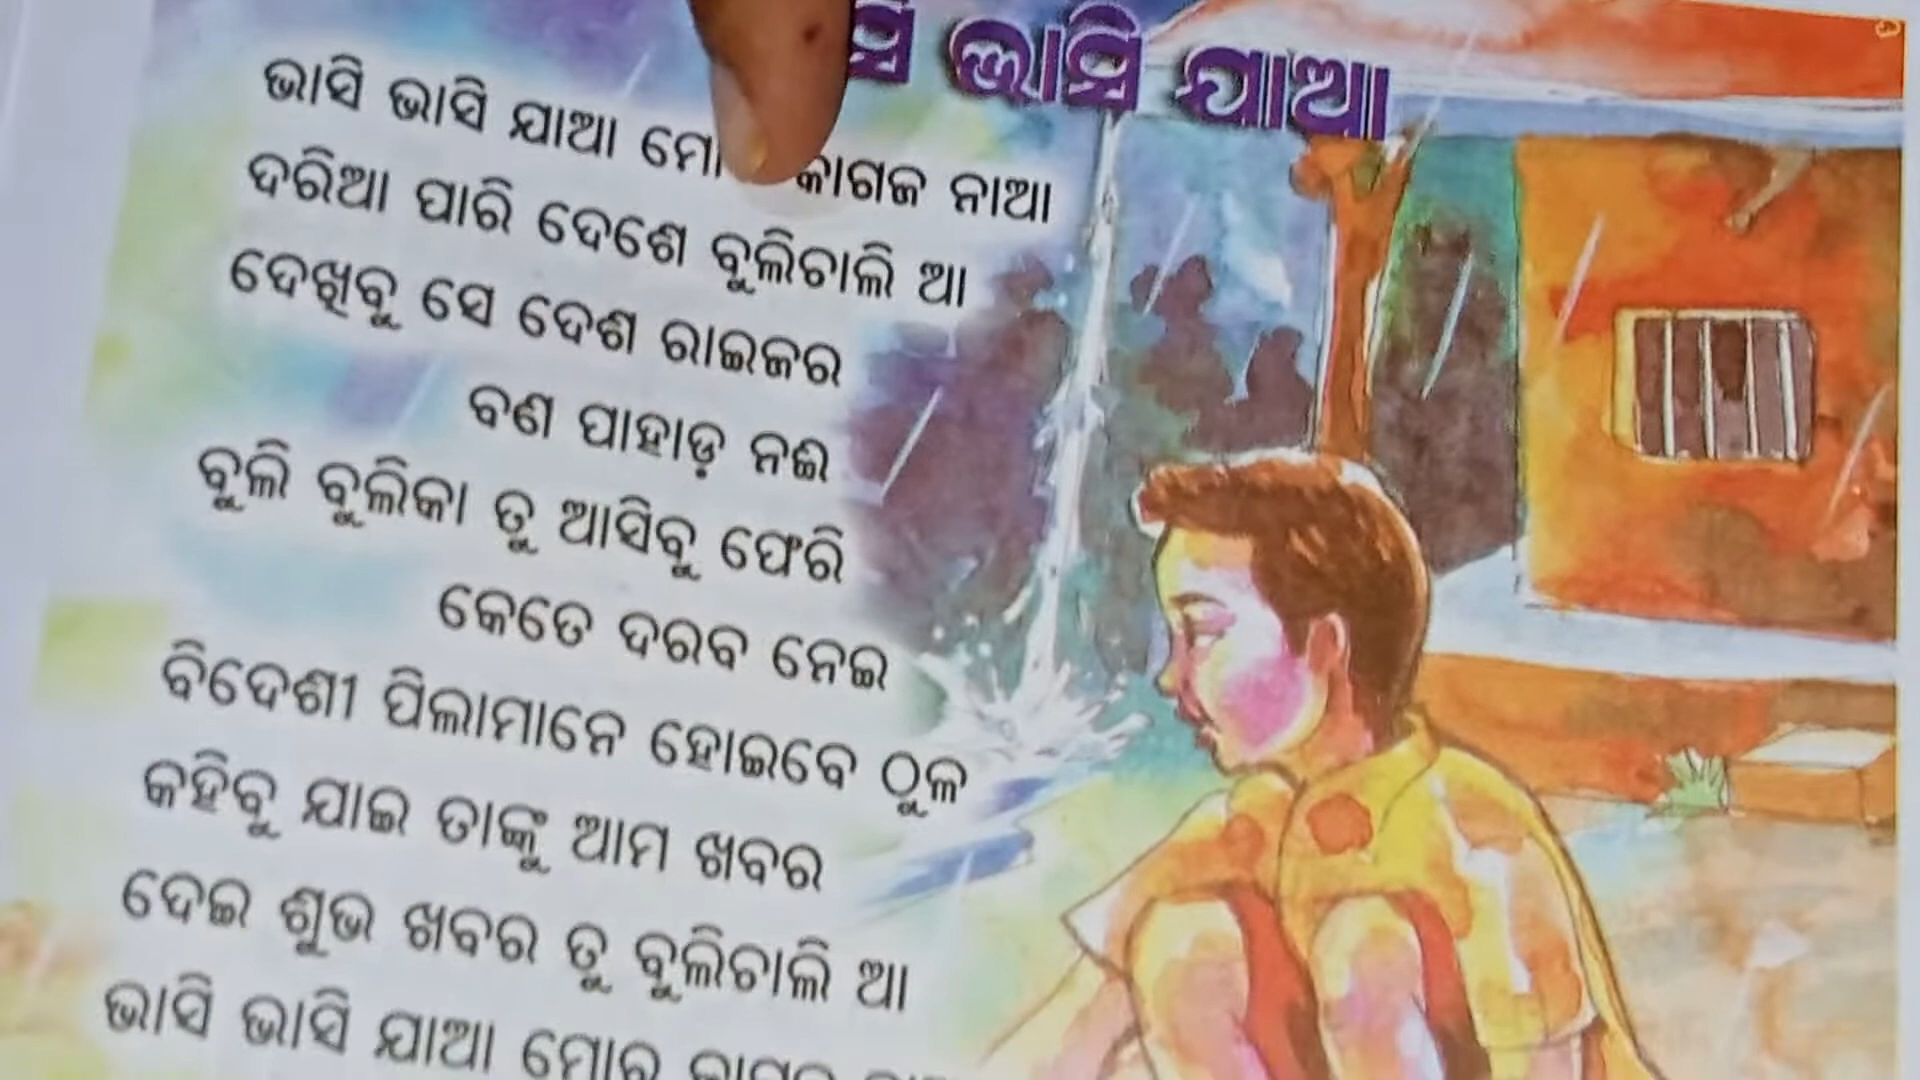 ଭାସି ଯାଆ
ଭାସି ଭାସି ଯାଆ କାଗଜ ନାଆ
ଦରିଆ ପାରି ଦେଶେ ବୁଲିଚାଲି ଆ
ଦେଖିବୁ ସେ ଦେଶ ରାଇଜର
ବଣ ପାହାଡ଼ ନଈ
ବୁଲି ବୁଲିକା ତୁ ଆସିବୁ ଫେରି
କେତେ ଦରବ ନେଇ
ବିଦେଶୀ ପିଲାମାନେ ହୋଇବେ ଠୁଳ
କହିବୁ ଯାଇ ତାଙ୍କୁ ଆମ ଖବର
ଦେଇ ଶୁଭ ଖବର ତୁ ବୁଲିଚାଲି ଆ
ଭାସି ଭାସି ଯାଆ ମୋର